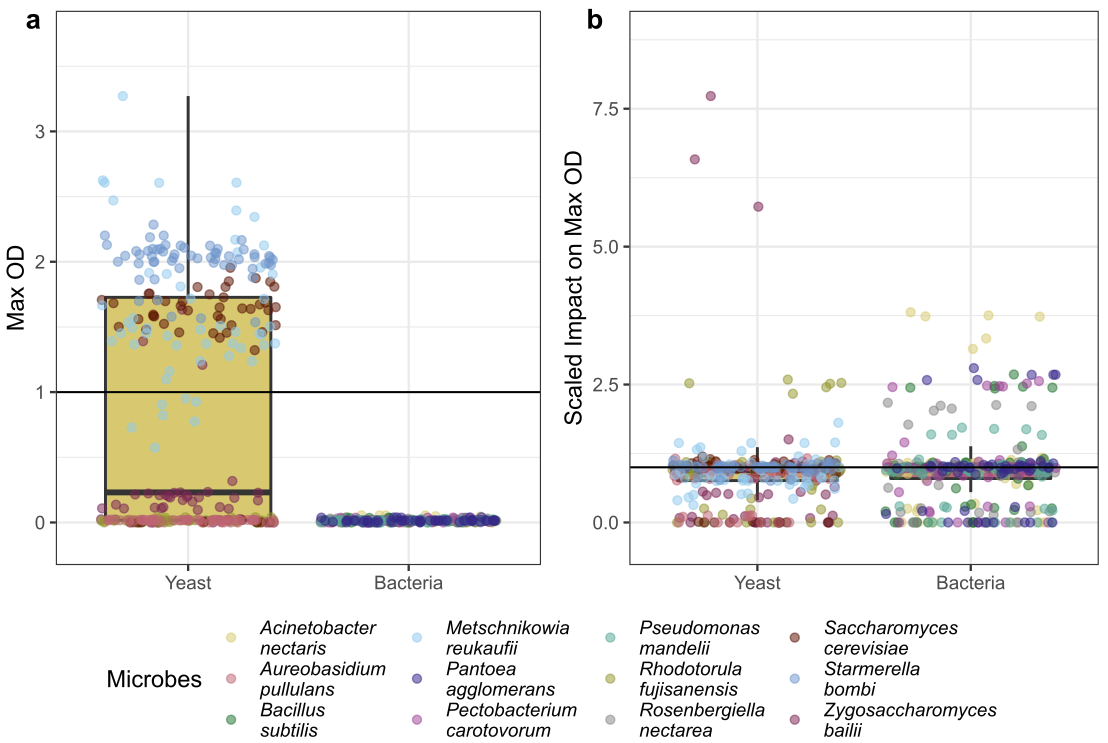 a
b
Max OD
3
2
1
0
Yeast
Bacteria
Scaled Impact on Max OD
7.5
5.0
2.5
0.0
Yeast
Bacteria
Microbes
Acinetobacter
nectaris
Aureobasidium
pullulans
Bacillus
subtilis
Metschnikowia
reukaufii
Pantoea
agglomerans
Pectobacterium
carotovorum
Pseudomonas
mandelii
Rhodotorula
fujisanensis
Rosenbergiella
nectarea
Saccharomyces
cerevisiae
Starmerella
bombi
Zygosaccharomyces
bailii